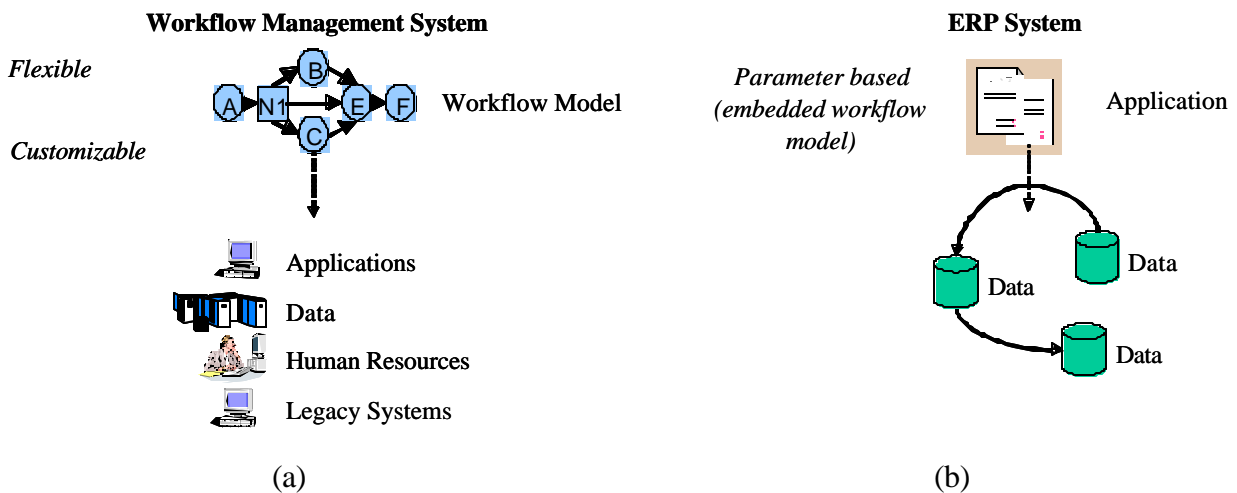 Workflow Management System
Flexible
Customizable
A
N1
B
C
E
F
Workflow Model
Applications
Data
Human Resources
Legacy Systems
(a)
ERP System
Parameter based
(embedded workflow
model)
Application
Data
Data
Data
(b)